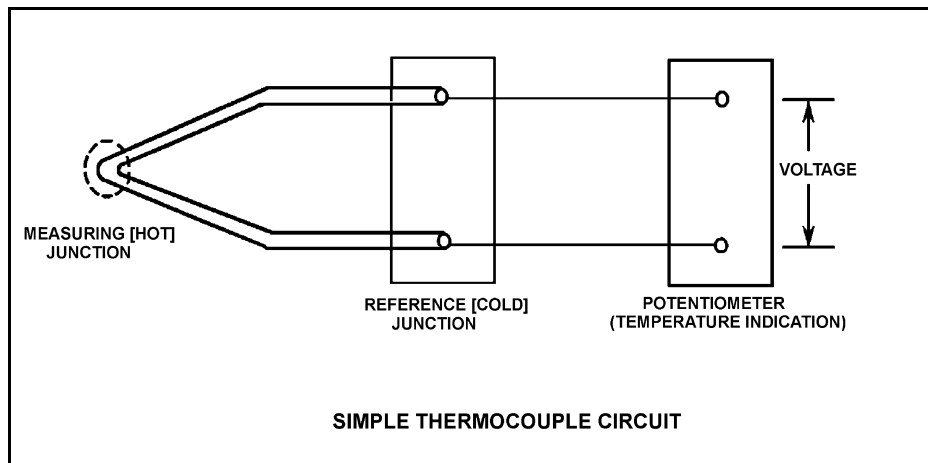 VOLTAGE
MEASURING [HOT]
JUNCTION
REFERENCE [COLD]
JUNCTION
POTENTIOMETER
(TEMPERATURE INDICATION)
SIMPLE THERMOCOUPLE CIRCUIT